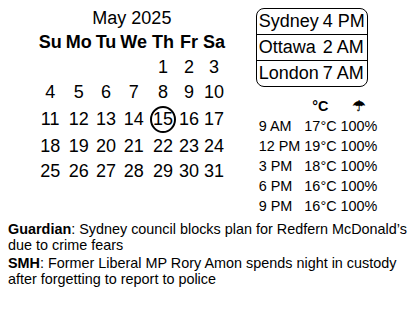 May 2025
Su Mo Tu We Th Fr Sa
1 2 3
4 5 6 7 8 9 10
11 12 13 14 15 16 17
18 19 20 21 22 23 24
25 26 27 28 29 30 31
Sydney 4 PM
Ottawa 2 AM
London 7 AM
°C ☂
9 AM 17°C 100%
12 PM 19°C 100%
3 PM 18°C 100%
6 PM 16°C 100%
9 PM 16°C 100%
Guardian: Sydney council blocks plan for Redfern McDonald's
due to crime fears
SMH: Former Liberal MP Rory Amon spends night in custody
after forgetting to report to police